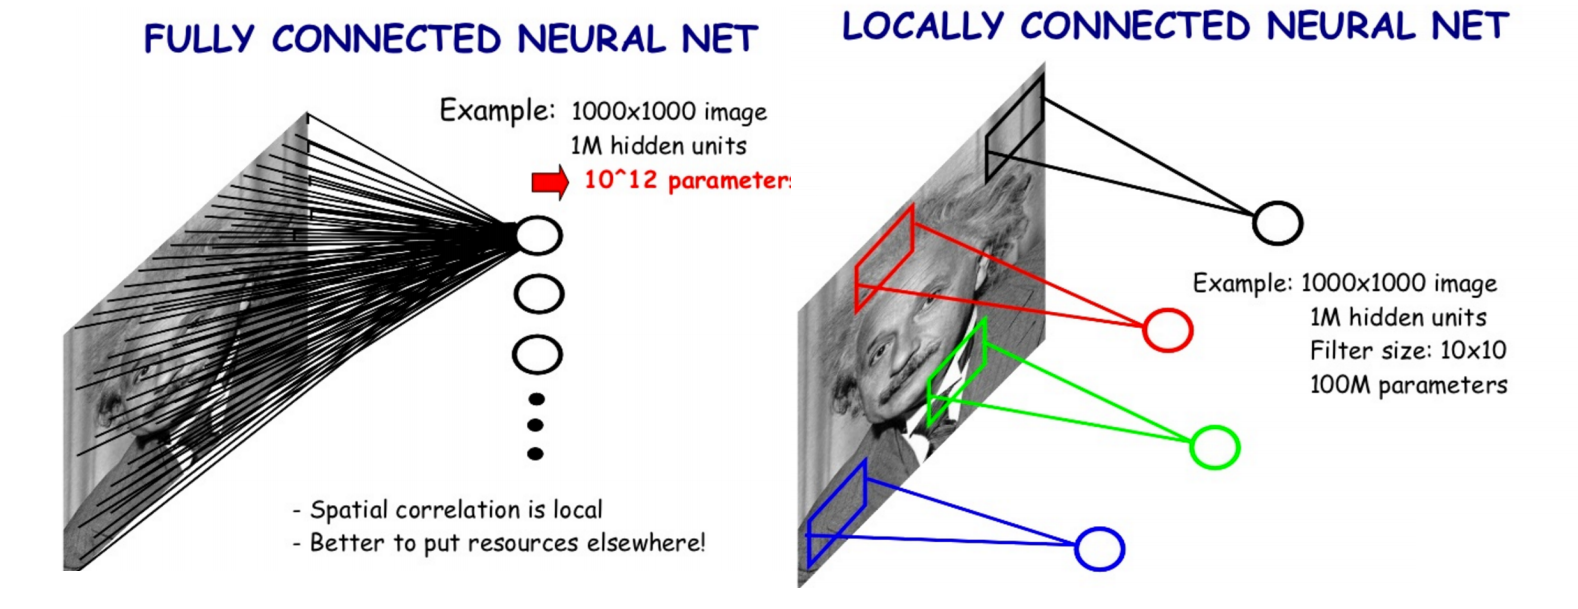 FULLY CONNECTED NEURAL NET
Example: 1000x1000 image
1M hidden units
10^12 parameters
- Spatial correlation is local
- Better to put resources elsewhere!
LOCALLY CONNECTED NEURAL NET
Example: 1000x1000 image
1M hidden units
Filter size: 10x10
100M parameters